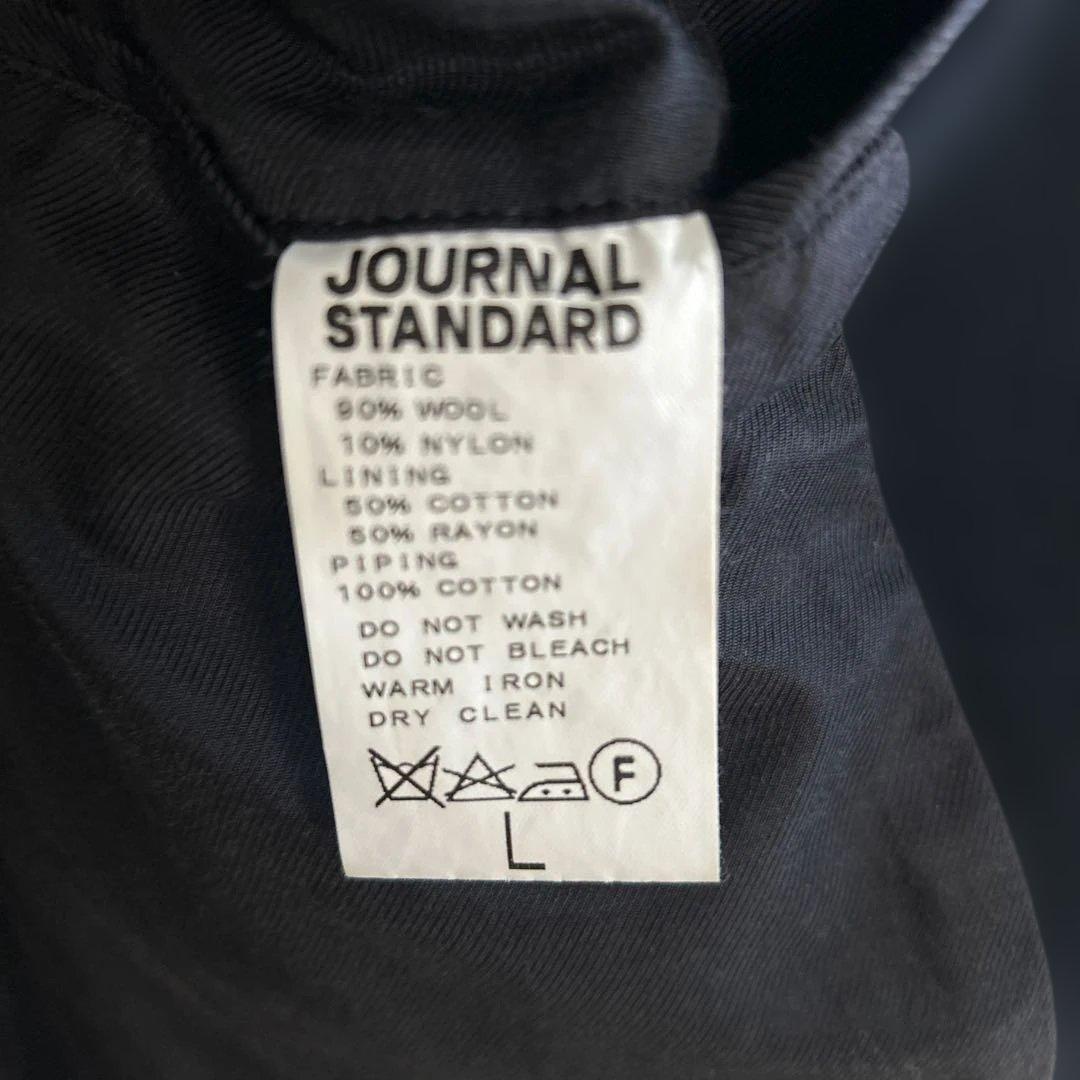 JOURNAL
STANDARD
FABRIC
90% WOOL
10% NYLON
LINING
50% COTTON
50% RAYON
PIPING
100% COTTON
DO NOT WASH
DO NOT BLEACH
WARM IRON
DRY CLEAN
F
L